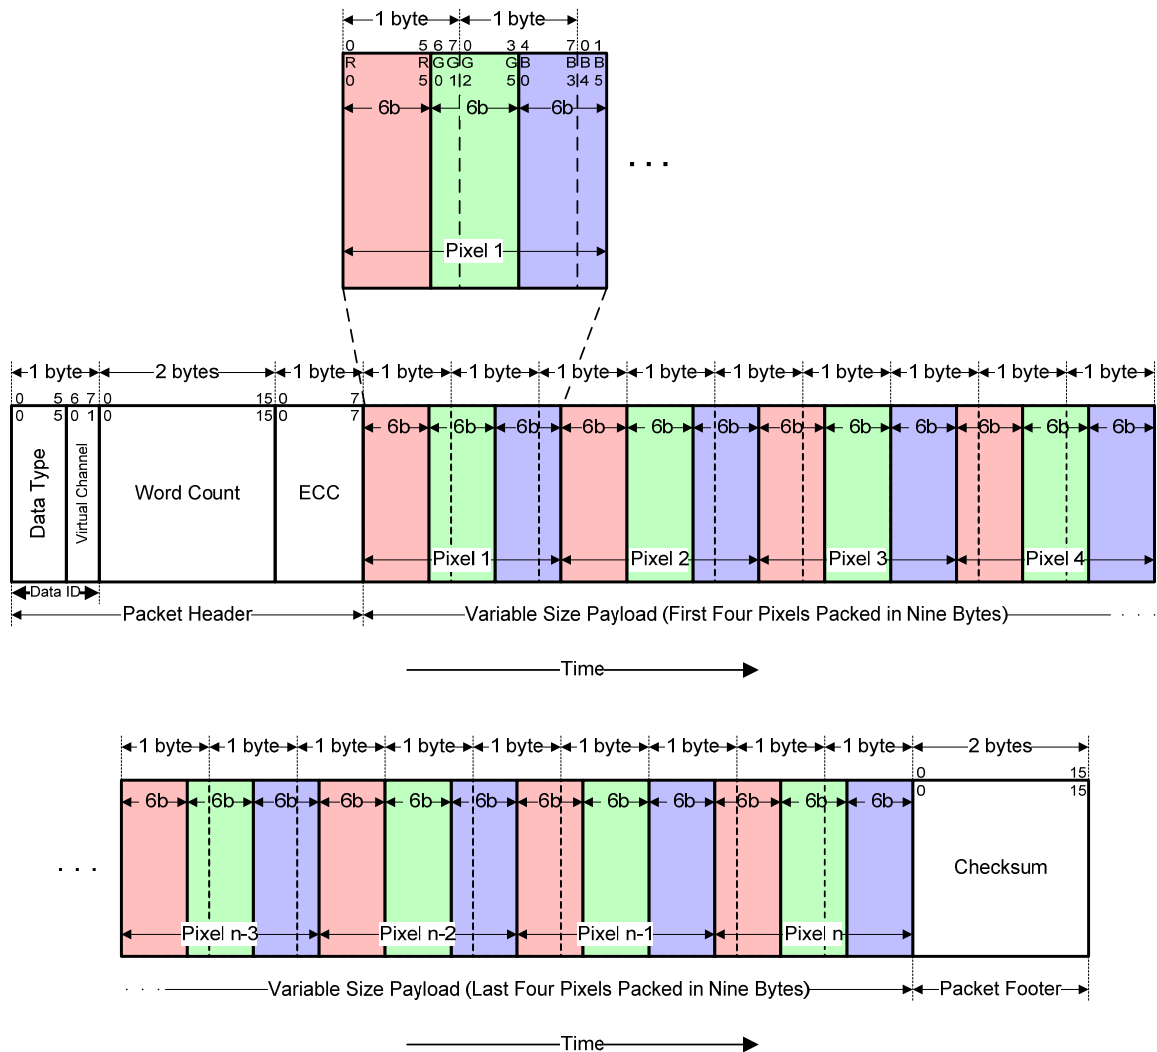 1 byte 1 byte
0 5 6 7 0 3 4 7 0 1
R R G G G G B B B B
0 5 0 1 2 5 0 3 4 5
6b 6b 6b
. . .
Pixel 1
1 byte 2 bytes 1 byte 1 byte 1 byte 1 byte 1 byte 1 byte 1 byte 1 byte 1 byte 1 byte
0 5 6 7 0 15 0 7
0 5 0 1 0 15 0 7
6b 6b 6b 6b 6b 6b 6b 6b 6b 6b 6b 6b
Data Type Virtual Channel Word Count ECC
Pixel 1 Pixel 2 Pixel 3 Pixel 4
Data ID
Packet Header Variable Size Payload (First Four Pixels Packed in Nine Bytes) . . .
Time
1 byte 1 byte 1 byte 1 byte 1 byte 1 byte 1 byte 1 byte 1 byte 2 bytes
0 15
0 15
6b 6b 6b 6b 6b 6b 6b 6b 6b 6b 6b 6b
. . . Checksum
Pixel n-3 Pixel n-2 Pixel n-1 Pixel n
. . . Variable Size Payload (Last Four Pixels Packed in Nine Bytes) Packet Footer
Time